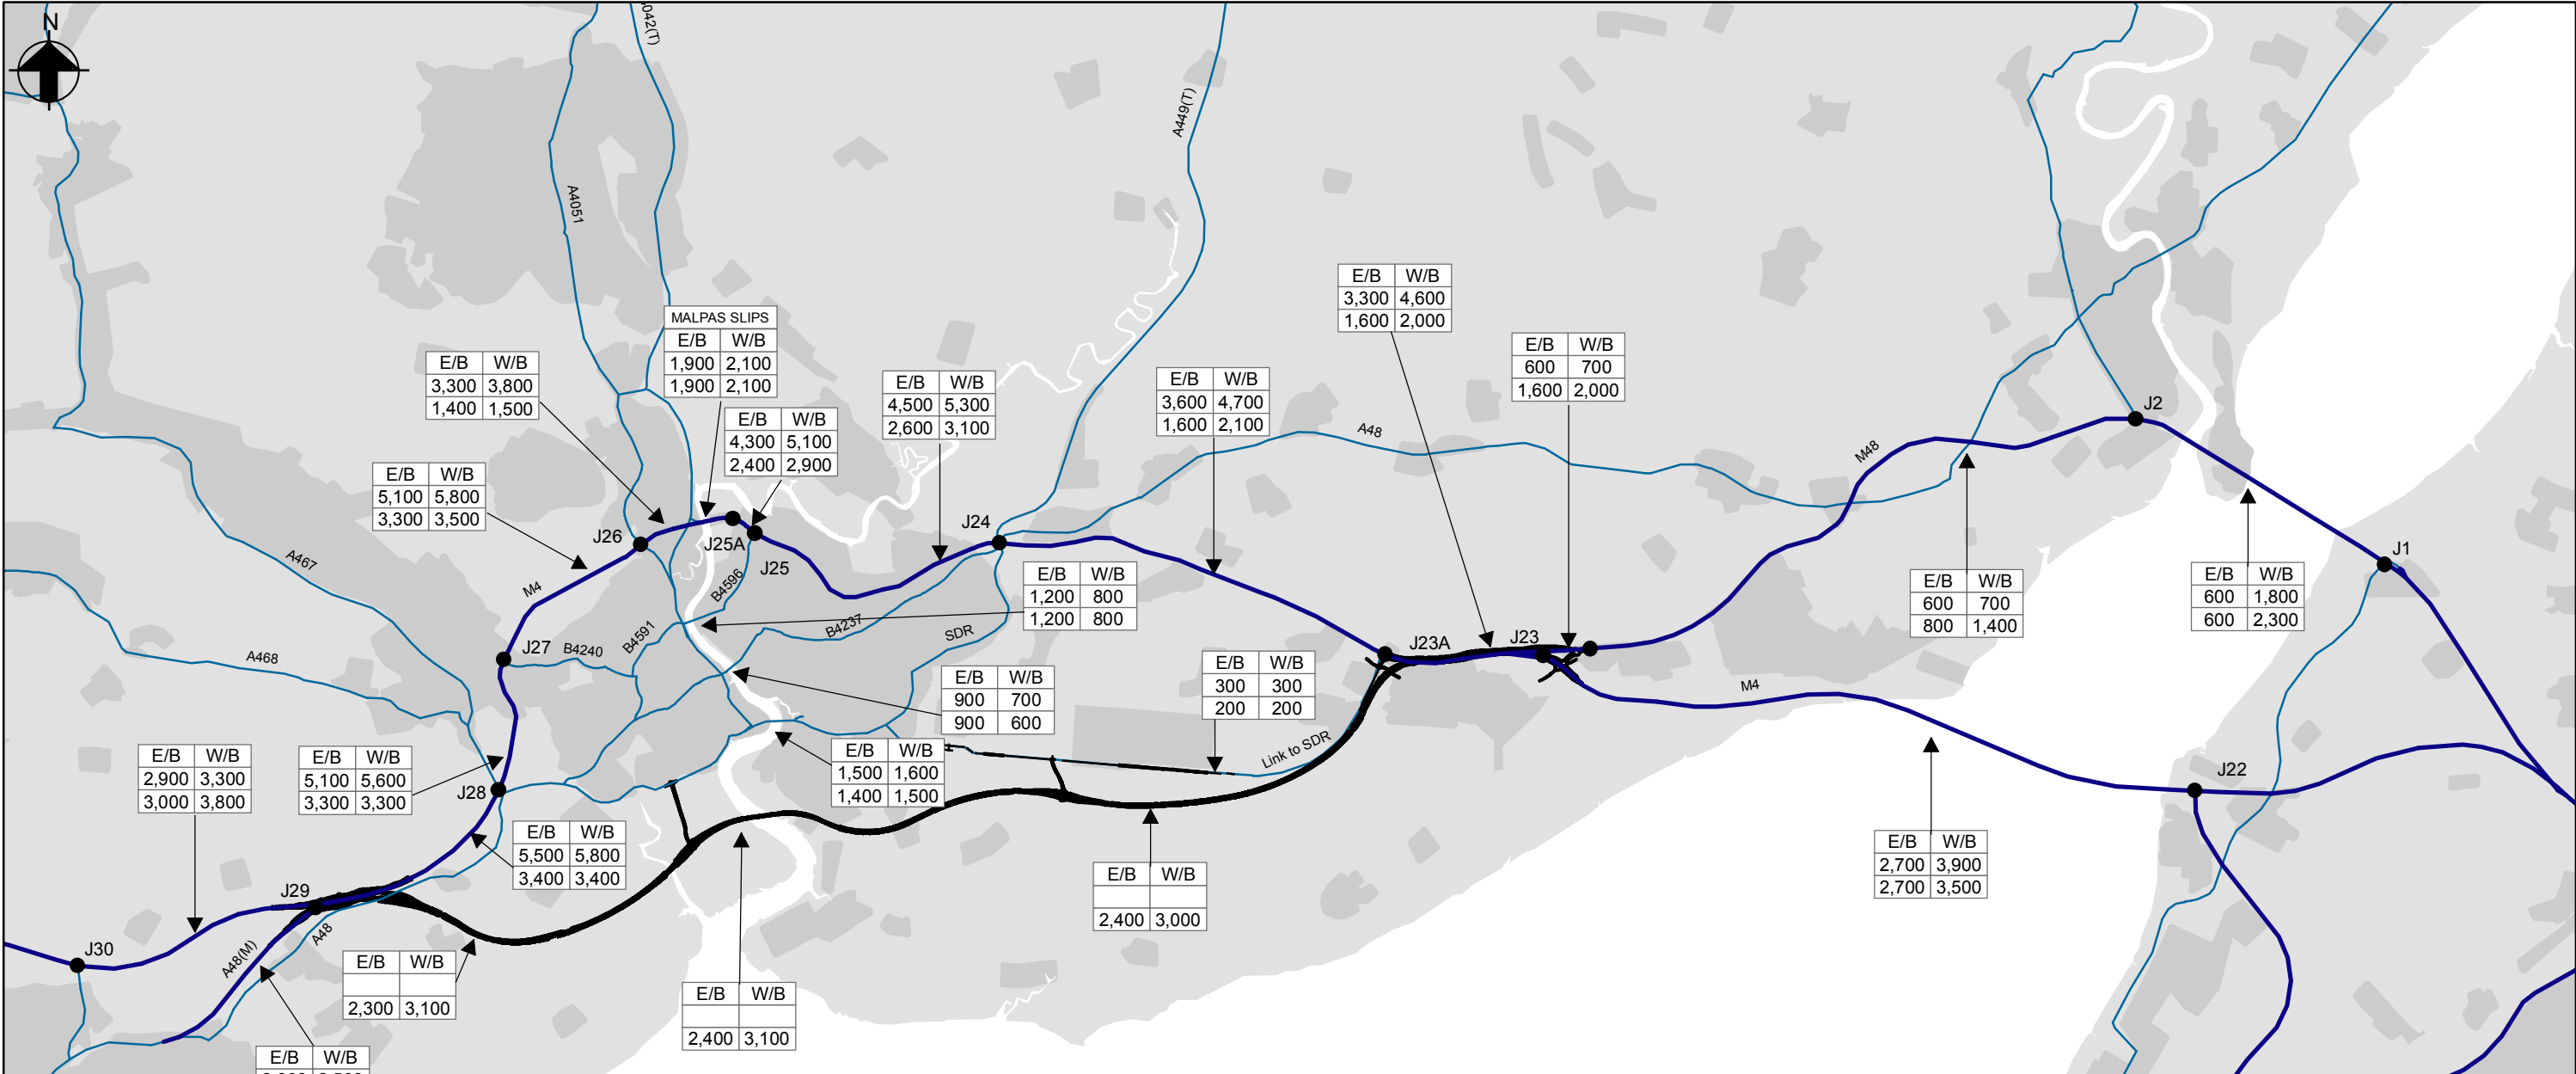 N
042(T)
A4051
A449(T)
E/B W/B
3,300 4,600
1,600 2,000
MALPAS SLIPS
E/B W/B
1,900 2,100
1,900 2,100
E/B W/B
600 700
1,600 2,000
E/B W/B
3,300 3,800
1,400 1,500
E/B W/B
4,500 5,300
2,600 3,100
E/B W/B
3,600 4,700
1,600 2,100
E/B W/B
4,300 5,100
2,400 2,900
A48
J2
M48
E/B W/B
5,100 5,800
3,300 3,500
J26
J25A
J25
J24
J1
A467
M4
B4596
E/B W/B
1,200 800
1,200 800
E/B W/B
600 700
800 1,400
E/B W/B
600 1,800
600 2,300
J27
B4240
B4591
B4237
SDR
J23A
J23
A468
E/B W/B
900 700
900 600
E/B W/B
300 300
200 200
M4
Link to SDR
E/B W/B
2,900 3,300
3,000 3,800
E/B W/B
5,100 5,600
3,300 3,300
J28
E/B W/B
1,500 1,600
1,400 1,500
J22
E/B W/B
5,500 5,800
3,400 3,400
E/B W/B
2,700 3,900
2,700 3,500
J29
E/B W/B
2,400 3,000
J30
A48(M)
A48
E/B W/B
2,300 3,100
E/B W/B
2,400 3,100
E/B W/B